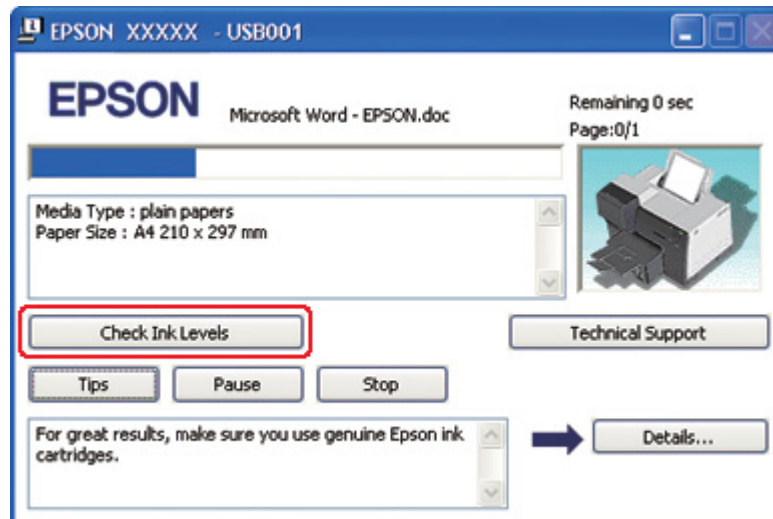 EPSON XXXXX - USB001
EPSON
Microsoft Word - EPSON.doc
Remaining 0 sec
Page:0/1
Media Type : plain papers
Paper Size : A4 210 x 297 mm
Check Ink Levels
Technical Support
Tips
Pause
Stop
For great results, make sure you use genuine Epson ink
cartridges.
Details...